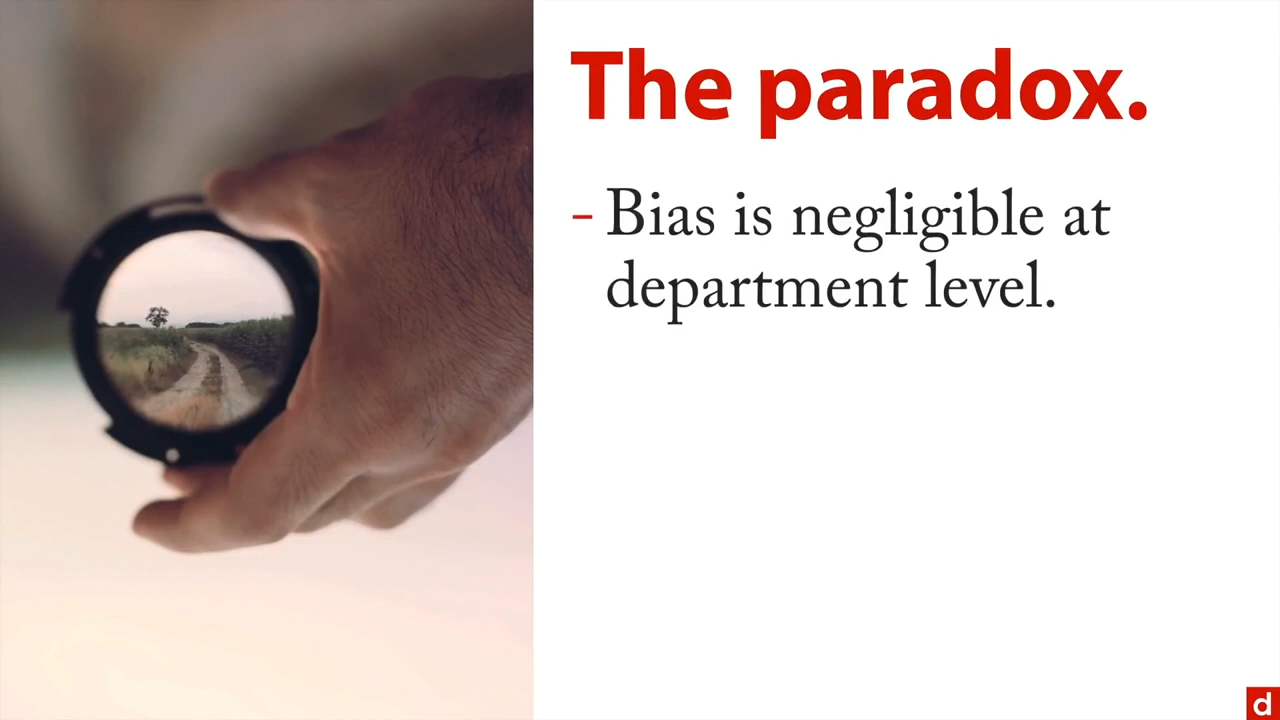 The paradox.
- Bias is negligible at
department level.
d